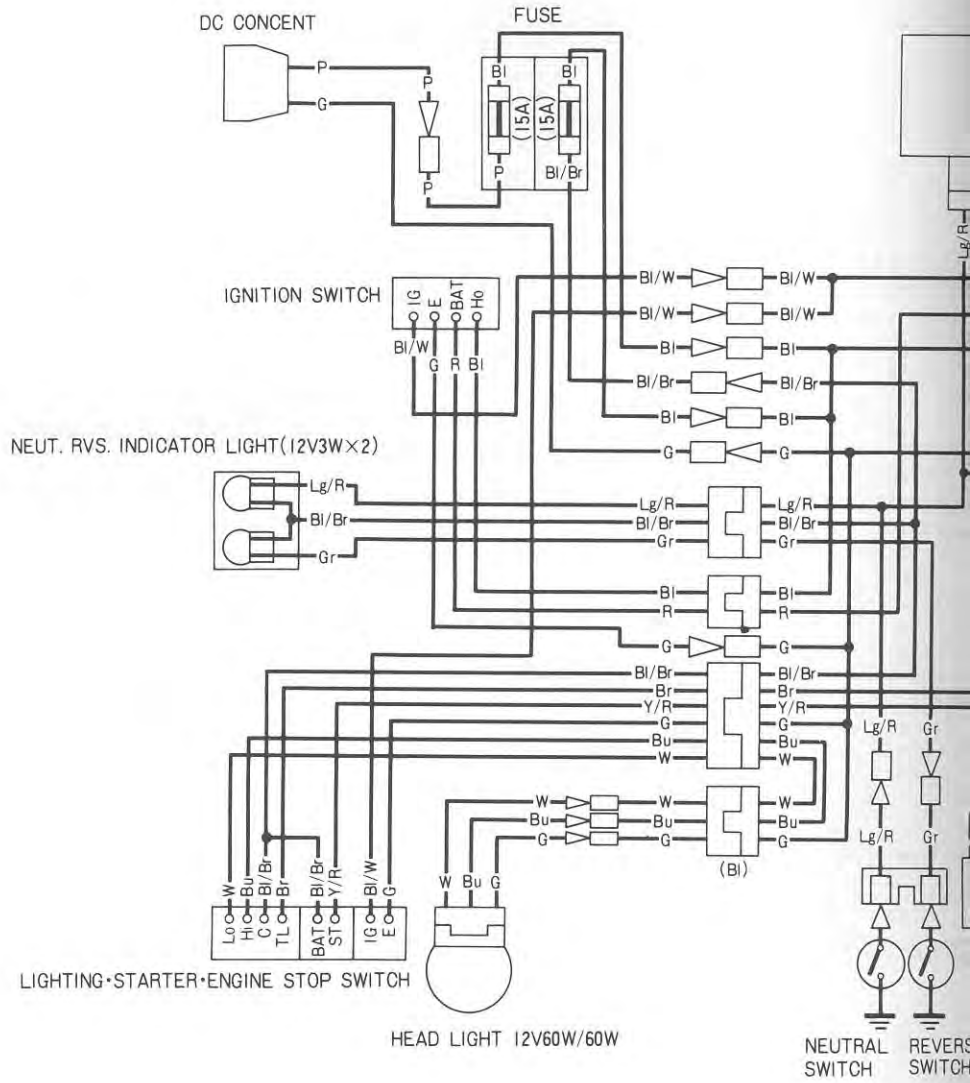 DC CONCENT
FUSE
P
P
G
P
Bl
Bl
(15A)
(15A)
P
Bl/Br
Lg/R
IGNITION SWITCH
IG
E
BAT
Ho
Bl/W
G
R
Bl
Bl/W
Bl/W
Bl/W
Bl/W
Bl
Bl
Bl/Br
Bl/Br
Bl
Bl
G
G
NEUT. RVS. INDICATOR LIGHT(12V3W×2)
Lg/R
Bl/Br
Gr
Lg/R
Lg/R
Bl/Br
Bl/Br
Gr
Gr
Bl
Bl
R
R
G
G
Bl/Br
Bl/Br
Br
Br
Y/R
Y/R
G
G
Bu
Bu
W
W
W
W
W
Bu
Bu
Bu
G
G
G
(Bl)
Lg/R
Gr
Lg/R
Gr
W
Bu
Bl/Br
Br
Bl/Br
Y/R
Bl/W
G
W
Bu
G
Lo
Hi
C
TL
BAT
ST
IG
E
LIGHTING•STARTER•ENGINE STOP SWITCH
HEAD LIGHT 12V60W/60W
NEUTRAL
SWITCH
REVERS
SWITCH